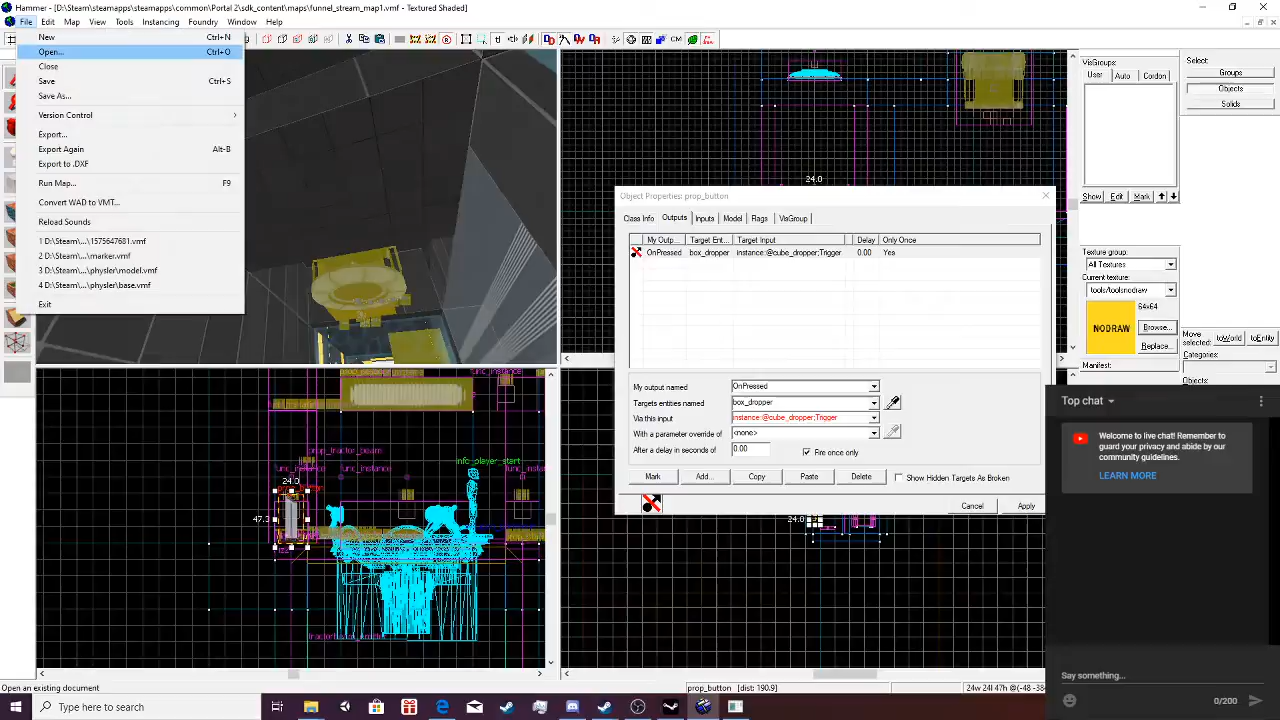 Hammer - [D:\Steam\steamapps\common\Portal 2\sdk_content\maps\funnel_stream_map1.vmf - Textured Shaded]
File Edit Map View Tools Instancing Foundry Window Help
New Ctrl+N
Open... Ctrl+O
Close
Save Ctrl+S
Save As...
Version Control
Export...
Export Again Alt-B
Export to .DXF
Run Map... F9
Convert WAD to VMT...
Reload Sounds
1 D:\Steam\...\1575647681.vmf
2 D:\Steam\...\marker.vmf
3 D:\Steam\...\physler\model.vmf
4 D:\Steam\...\physler\base.vmf
Exit
24.0
Object Properties: prop_button
Class Info Outputs Inputs Model Flags VisGroup
My Outp... Target Ent... Target Input Delay Only Once
OnPressed box_dropper instance:@cube_dropper;Trigger 0.00 Yes
My output named OnPressed
Targets entities named box_dropper
Via this input instance:@cube_dropper;Trigger
With a parameter override of <none>
After a delay in seconds of 0.00 Fire once only
Mark Add... Copy Paste Delete Show Hidden Targets As Broken
Cancel Apply
VisGroups:
User Auto Cordon
Show Edit Mark
Select:
Groups
Objects
Solids
Texture group:
All Textures
Current texture:
tools/toolsnodraw
NODRAW
64x64
Browse...
Replace...
Manifest:
Move selected: toWorld toEntity
Categories:
Objects:
func_instance
prop_tractor_beam
info_player_start
24.0
47.3
24.0
Top chat
Welcome to live chat! Remember to
guard your privacy and abide by our
community guidelines.
LEARN MORE
Say something...
0/200
Open an existing document
prop_button [dist: 190.9]
Type here to search